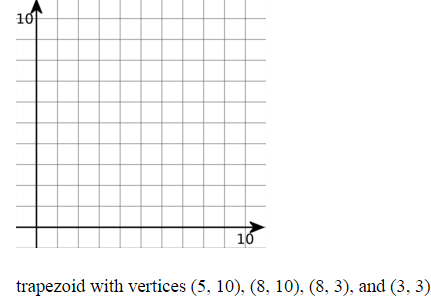 10
10
trapezoid with vertices (5, 10), (8, 10), (8, 3), and (3, 3)